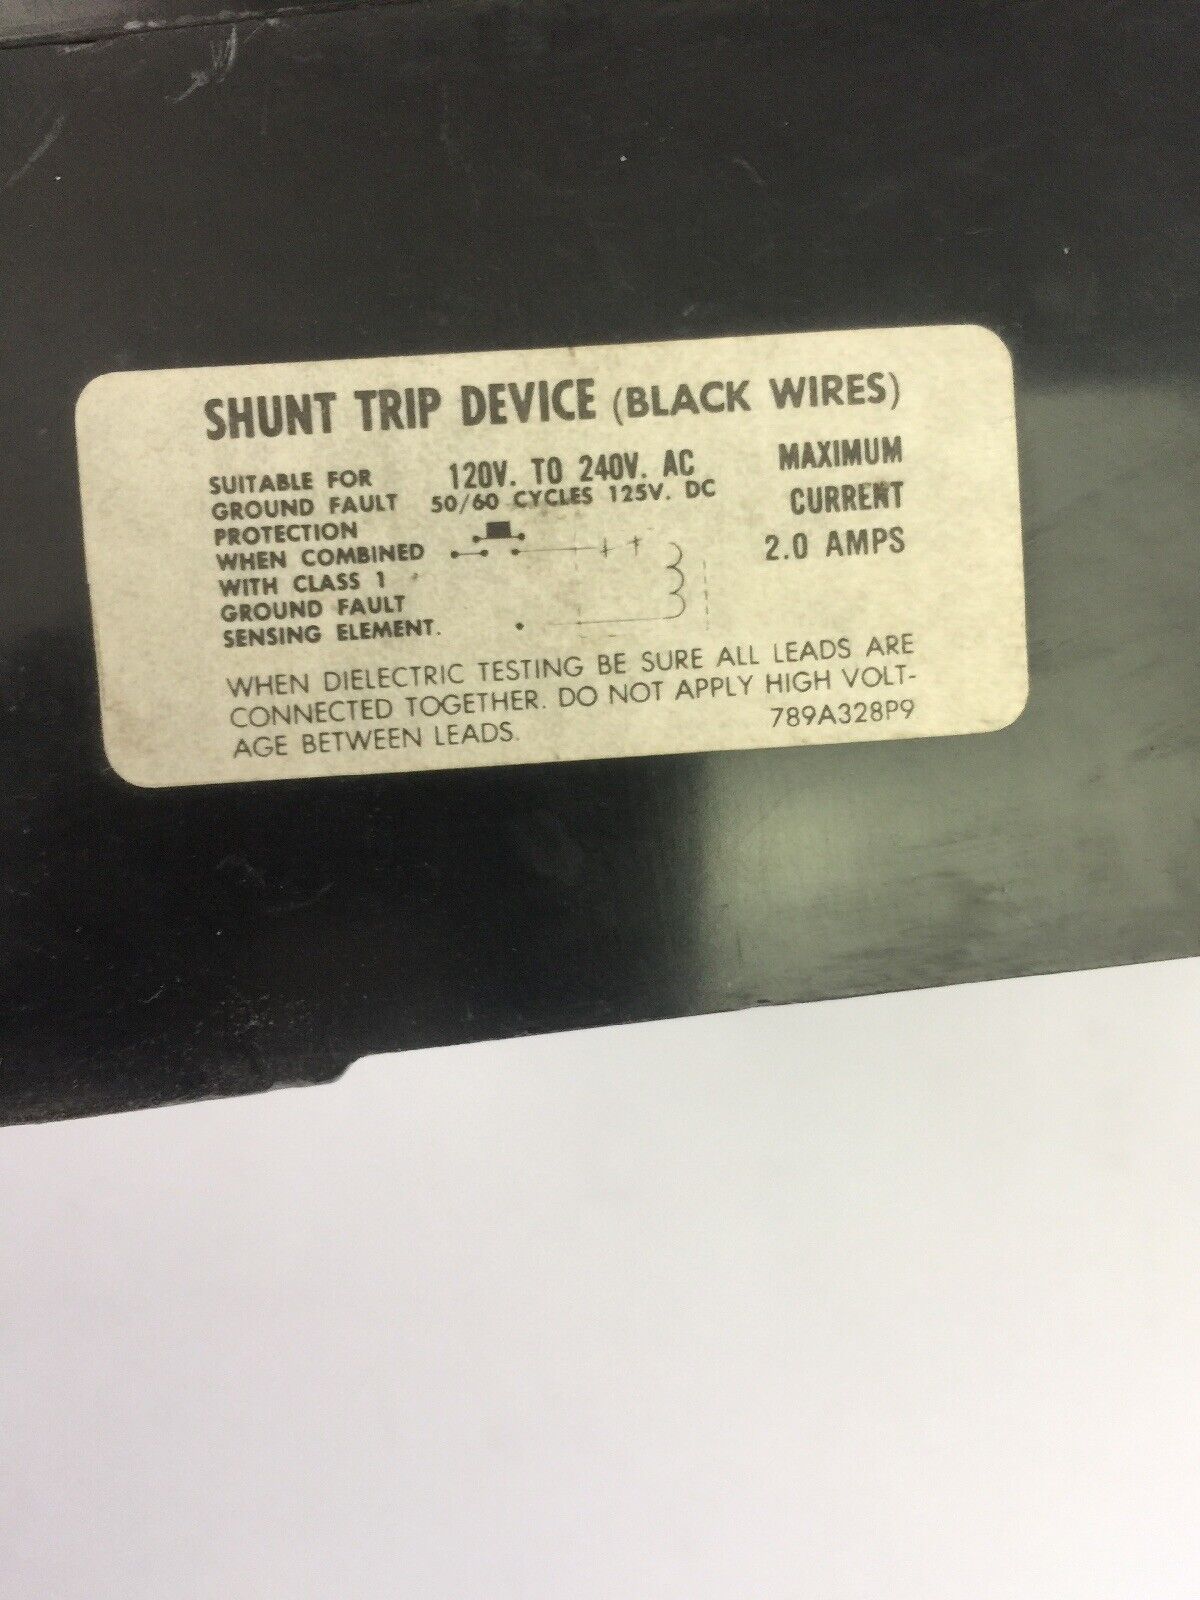 SHUNT TRIP DEVICE (BLACK WIRES)
SUITABLE FOR
GROUND FAULT
PROTECTION
WHEN COMBINED
WITH CLASS 1
GROUND FAULT
SENSING ELEMENT.
120V. TO 240V. AC
50/60 CYCLES 125V. DC
MAXIMUM
CURRENT
2.0 AMPS
WHEN DIELECTRIC TESTING BE SURE ALL LEADS ARE
CONNECTED TOGETHER. DO NOT APPLY HIGH VOLT-
AGE BETWEEN LEADS.
789A328P9